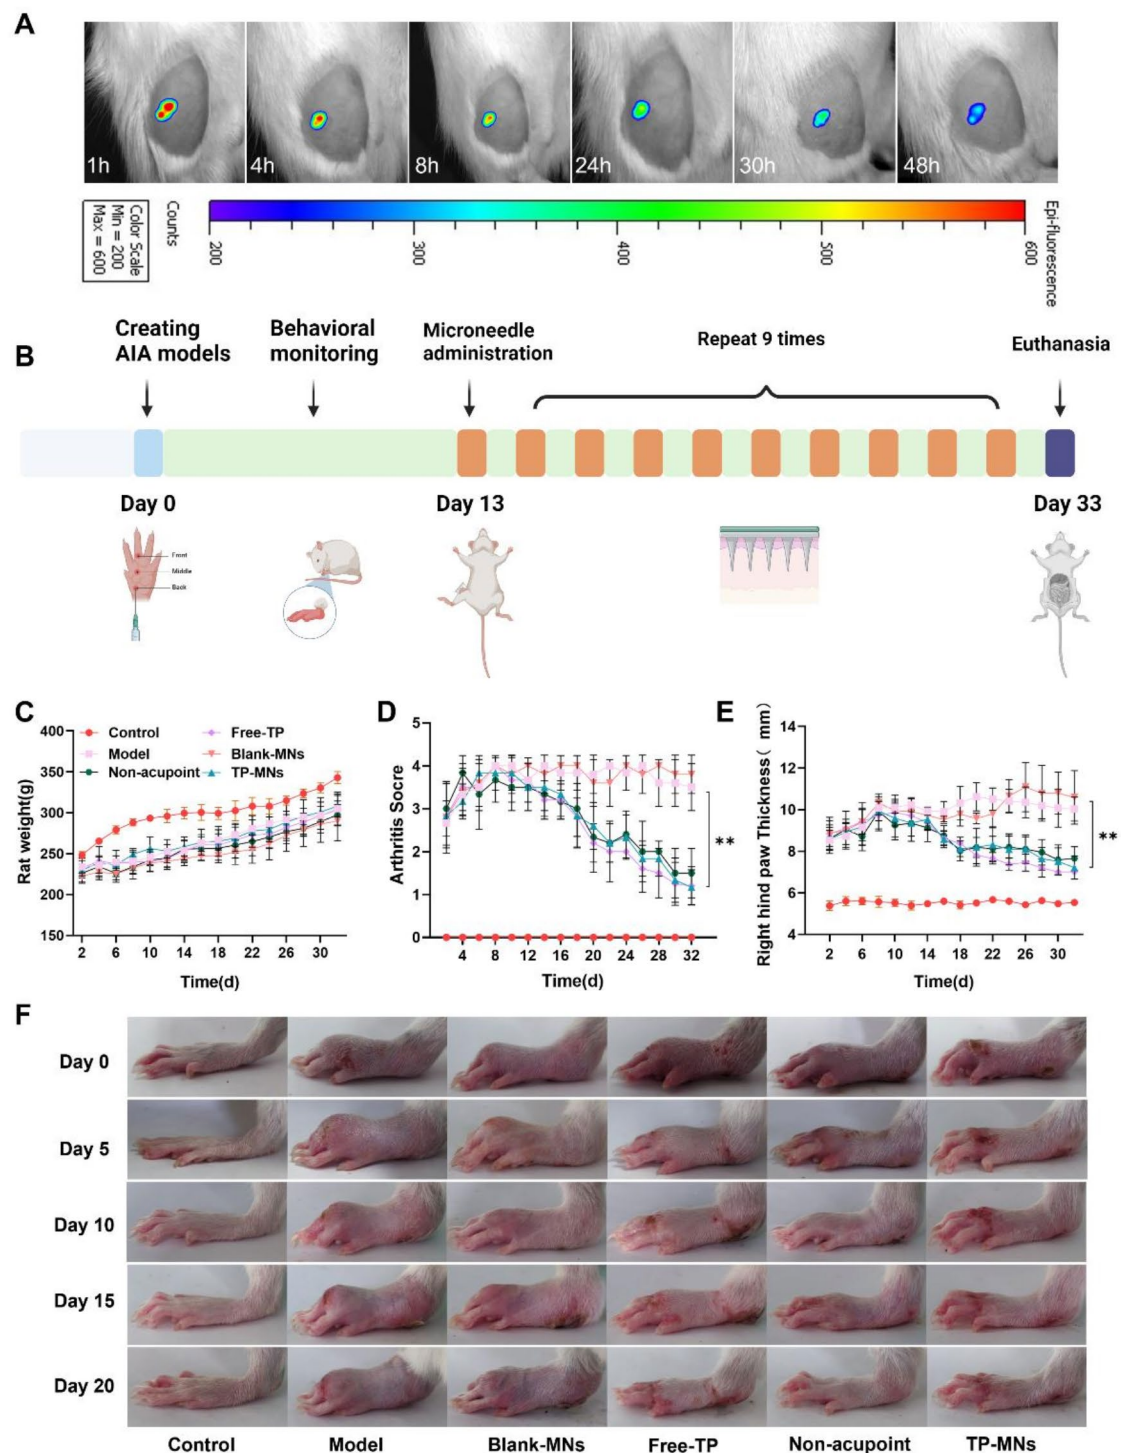 A
1h
4h
8h
24h
30h
48h
Color Scale
Min = 200
Max = 600
Counts
200
300
400
500
600
Epi-fluorescence
B
Creating
AIA models
Behavioral
monitoring
Microneedle
administration
Repeat 9 times
Euthanasia
Day 0
Day 13
Day 33
Front
Middle
Back
C
Rat weight(g)
400
350
300
250
200
150
Control
Model
Non-acupoint
Free-TP
Blank-MNs
TP-MNs
2 6 10 14 18 22 26 30
Time(d)
D
Arthritis Socre
5
4
3
2
1
0
**
4 8 12 16 20 24 28 32
Time(d)
E
Right hind paw Thickness( mm)
14
12
10
8
6
4
**
2 6 10 14 18 22 26 30
Time(d)
F
Day 0
Day 5
Day 10
Day 15
Day 20
Control Model Blank-MNs Free-TP Non-acupoint TP-MNs